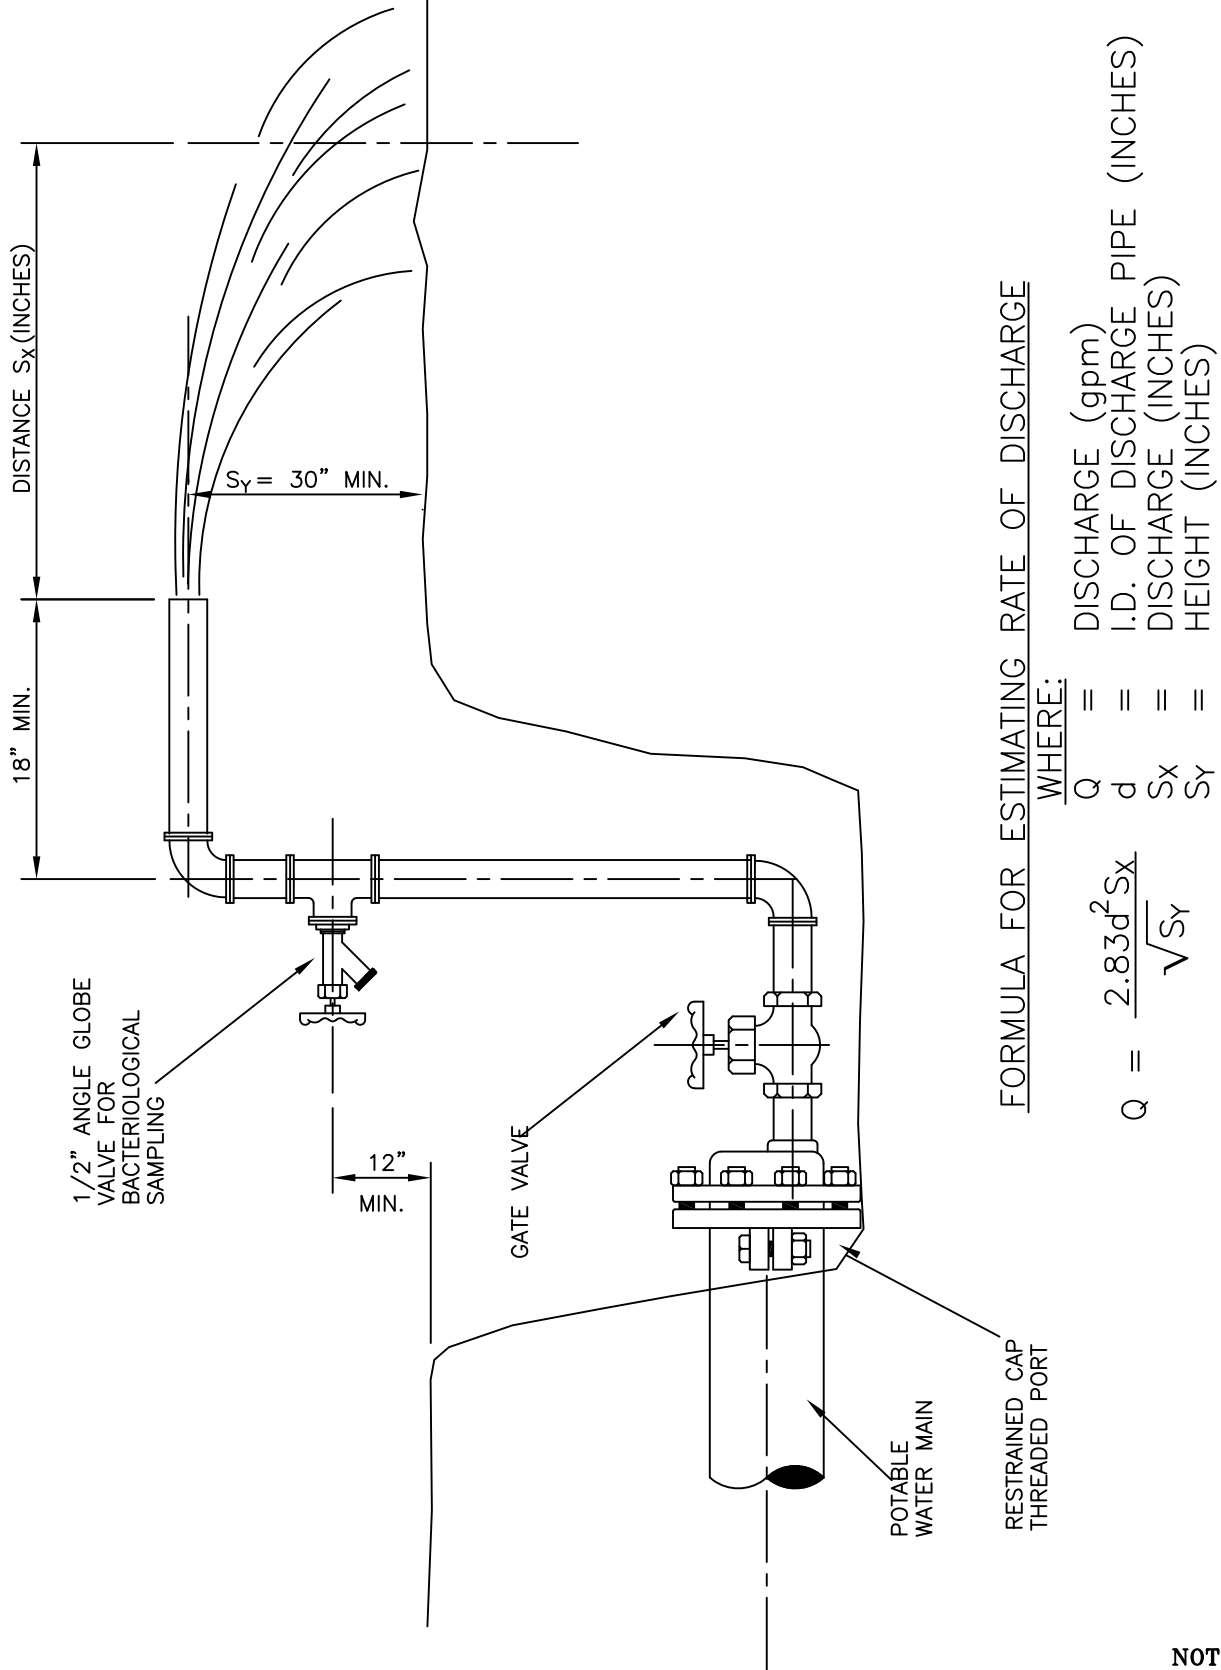 DISTANCE SX (INCHES)
18" MIN.
SY = 30" MIN.
1/2" ANGLE GLOBE
VALVE FOR
BACTERIOLOGICAL
SAMPLING
12"
MIN.
GATE VALVE
POTABLE
WATER MAIN
RESTRAINED CAP
THREADED PORT
FORMULA FOR ESTIMATING RATE OF DISCHARGE
Q = 2.83d²SX / √SY
WHERE:
Q = DISCHARGE (gpm)
d = I.D. OF DISCHARGE PIPE (INCHES)
SX = DISCHARGE (INCHES)
SY = HEIGHT (INCHES)
NOT